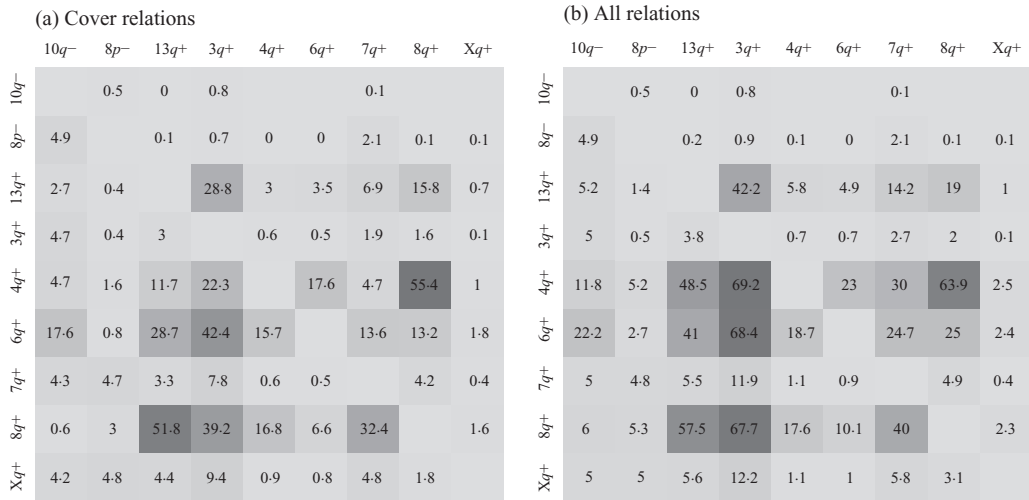 (a) Cover relations
10q− 8p− 13q+ 3q+ 4q+ 6q+ 7q+ 8q+ Xq+
10q− 0·5 0 0·8 0·1
8p− 4·9 0·1 0·7 0 0 2·1 0·1 0·1
13q+ 2·7 0·4 28·8 3 3·5 6·9 15·8 0·7
3q+ 4·7 0·4 3 0·6 0·5 1·9 1·6 0·1
4q+ 4·7 1·6 11·7 22·3 17·6 4·7 55·4 1
6q+ 17·6 0·8 28·7 42·4 15·7 13·6 13·2 1·8
7q+ 4·3 4·7 3·3 7·8 0·6 0·5 4·2 0·4
8q+ 0·6 3 51·8 39·2 16·8 6·6 32·4 1·6
Xq+ 4·2 4·8 4·4 9·4 0·9 0·8 4·8 1·8
(b) All relations
10q− 8p− 13q+ 3q+ 4q+ 6q+ 7q+ 8q+ Xq+
10q− 0·5 0 0·8 0·1
8q− 4·9 0·2 0·9 0·1 0 2·1 0·1 0·1
13q+ 5·2 1·4 42·2 5·8 4·9 14·2 19 1
3q+ 5 0·5 3·8 0·7 0·7 2·7 2 0·1
4q+ 11·8 5·2 48·5 69·2 23 30 63·9 2·5
6q+ 22·2 2·7 41 68·4 18·7 24·7 25 2·4
7q+ 5 4·8 5·5 11·9 1·1 0·9 4·9 0·4
8q+ 6 5·3 57·5 67·7 17·6 10·1 40 2·3
Xq+ 5 5 5·6 12·2 1·1 1 5·8 3·1